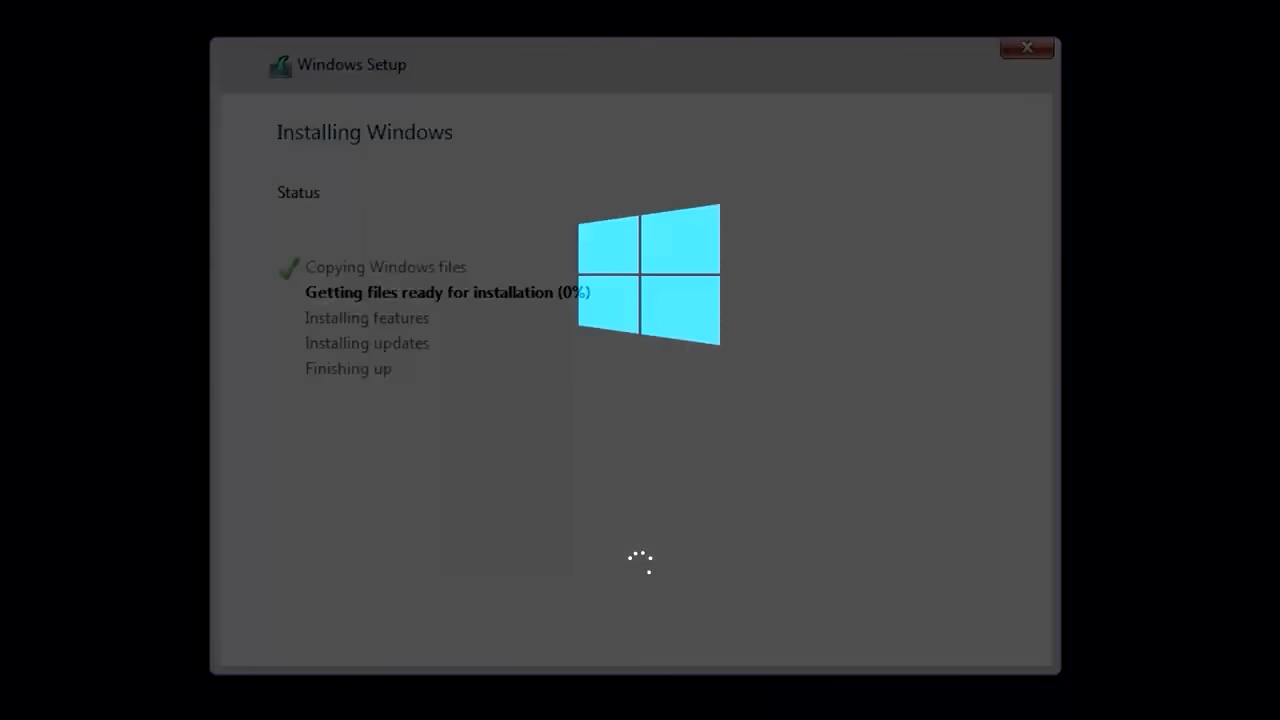 Windows Setup
Installing Windows
Status
Copying Windows files
Getting files ready for installation (0%)
Installing features
Installing updates
Finishing up